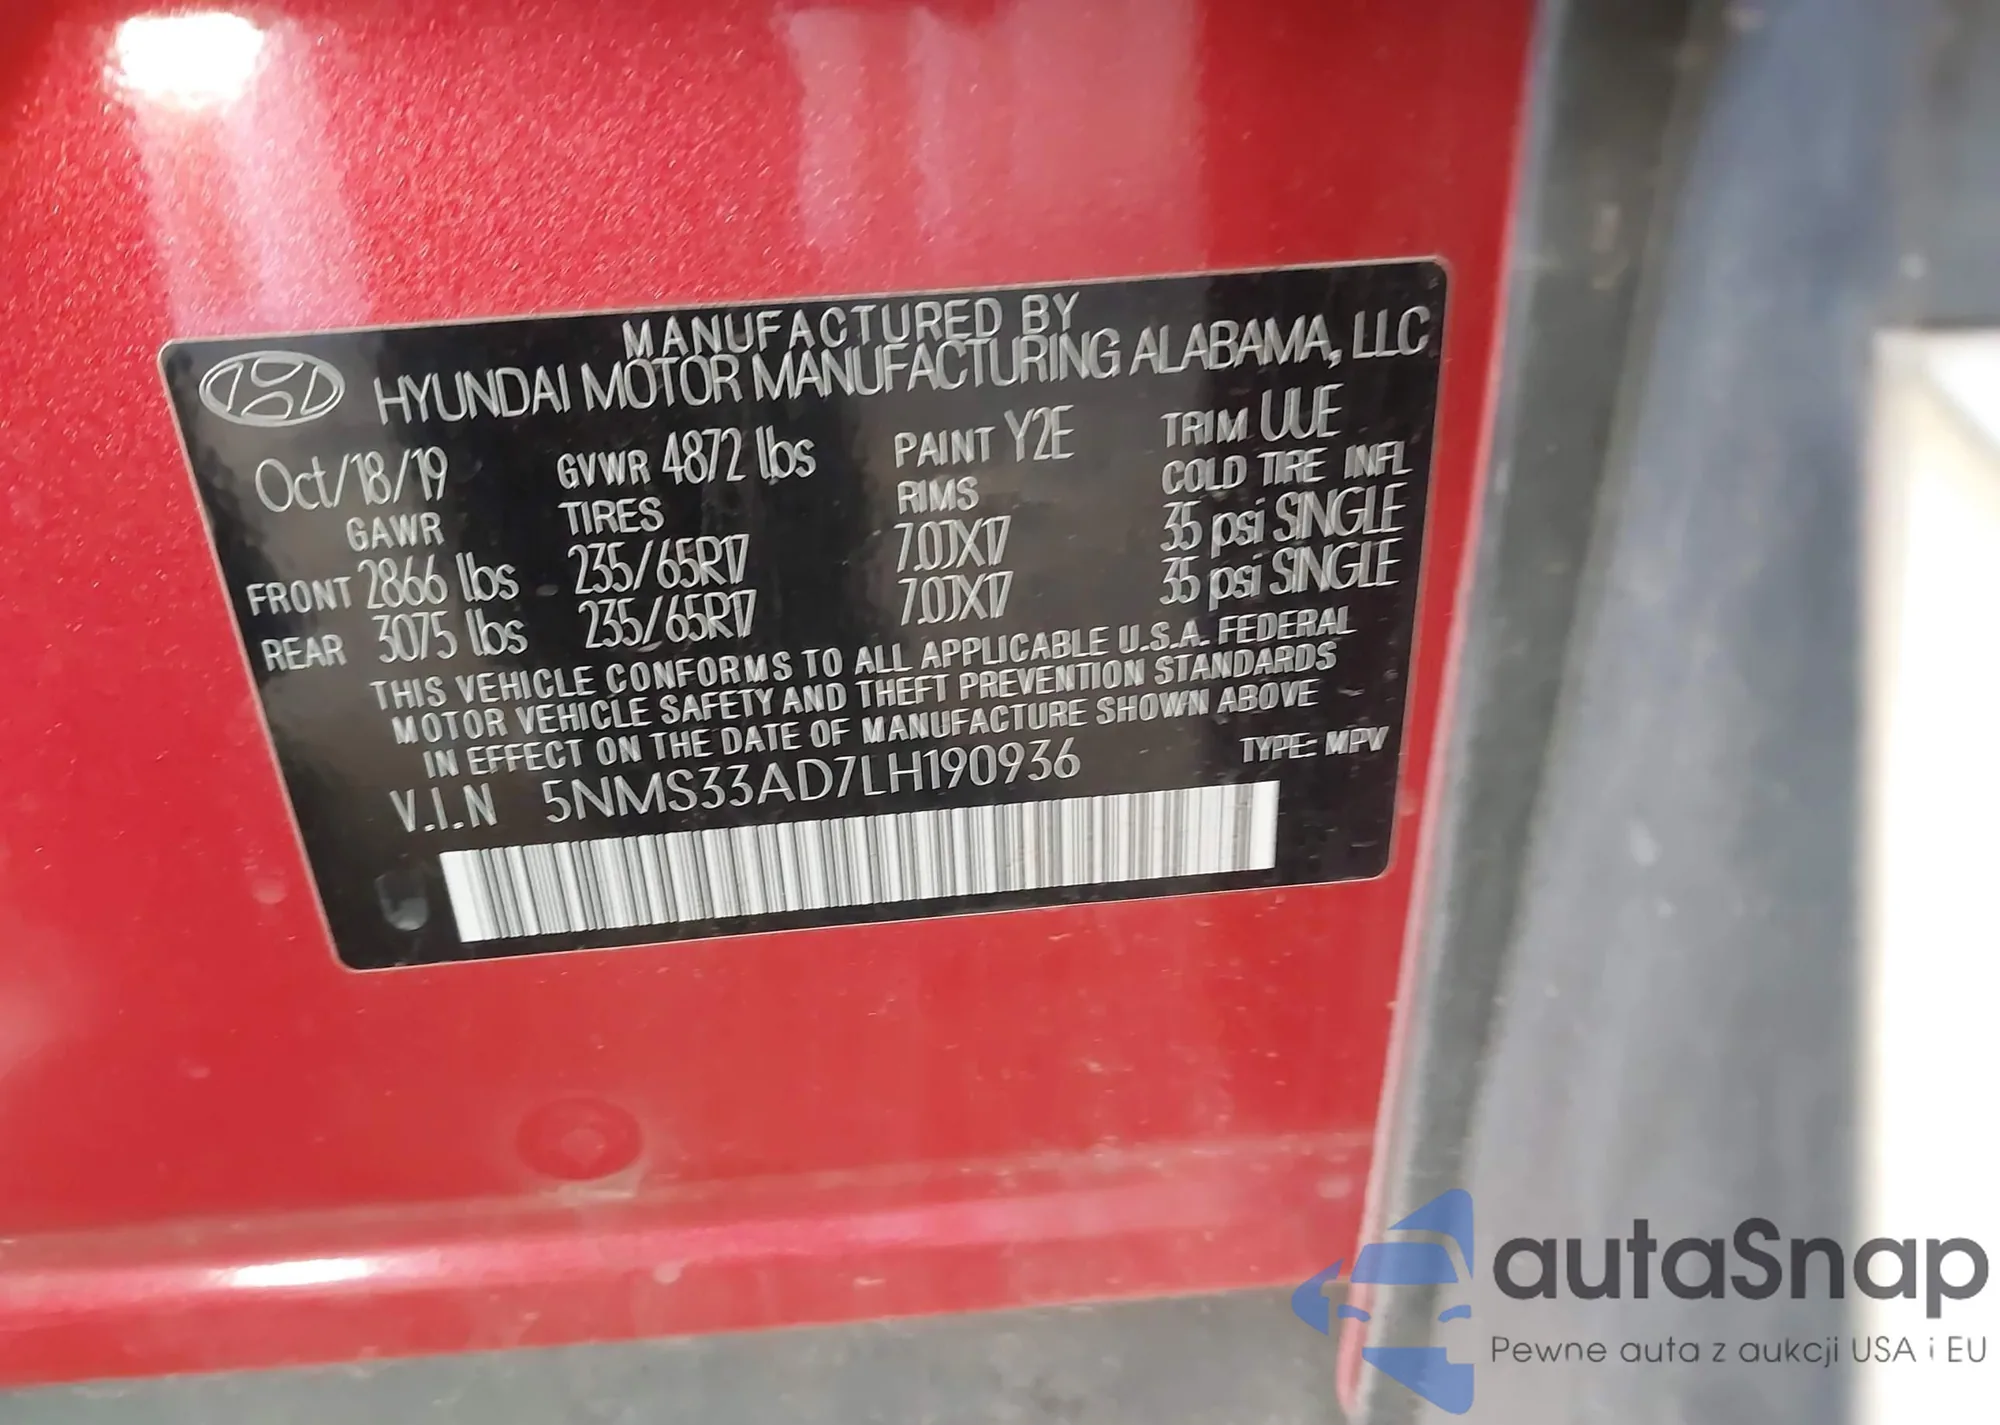 MANUFACTURED BY
HYUNDAI MOTOR MANUFACTURING ALABAMA, LLC
Oct/18/19 GVWR 4872 lbs PAINT Y2E TRIM UUE
GAWR TIRES RIMS COLD TIRE INFL
FRONT 2866 lbs 235/65R17 7.0JX17 35 psi SINGLE
REAR 3075 lbs 235/65R17 7.0JX17 35 psi SINGLE
THIS VEHICLE CONFORMS TO ALL APPLICABLE U.S.A. FEDERAL
MOTOR VEHICLE SAFETY AND THEFT PREVENTION STANDARDS
IN EFFECT ON THE DATE OF MANUFACTURE SHOWN ABOVE
V.I.N 5NMS33AD7LH190936 TYPE: MPV
autaSnap
Pewne auta z aukcji USA i EU